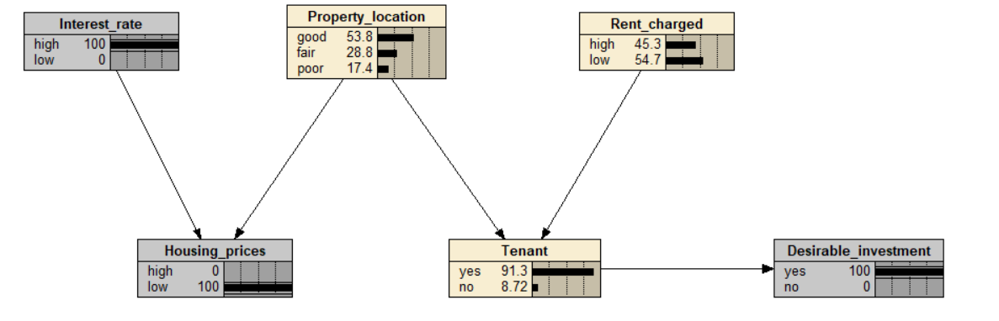 Interest_rate
high 100
low 0
Property_location
good 53.8
fair 28.8
poor 17.4
Rent_charged
high 45.3
low 54.7
Housing_prices
high 0
low 100
Tenant
yes 91.3
no 8.72
Desirable_investment
yes 100
no 0